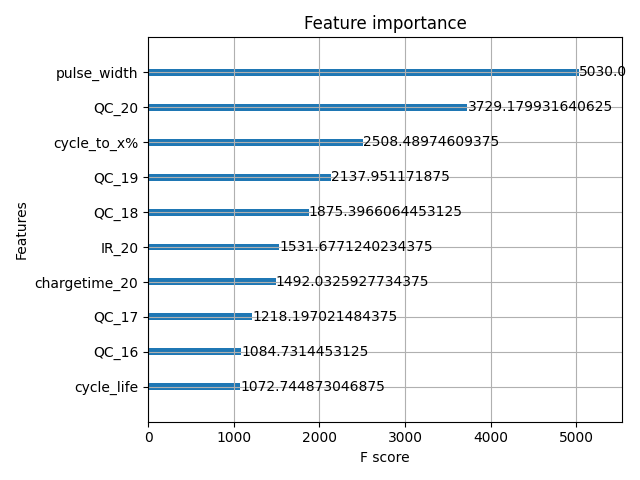 Feature importance
Features
pulse_width 5030.0
QC_20 3729.179931640625
cycle_to_x% 2508.48974609375
QC_19 2137.951171875
QC_18 1875.3966064453125
IR_20 1531.6771240234375
chargetime_20 1492.0325927734375
QC_17 1218.197021484375
QC_16 1084.7314453125
cycle_life 1072.744873046875
0 1000 2000 3000 4000 5000
F score